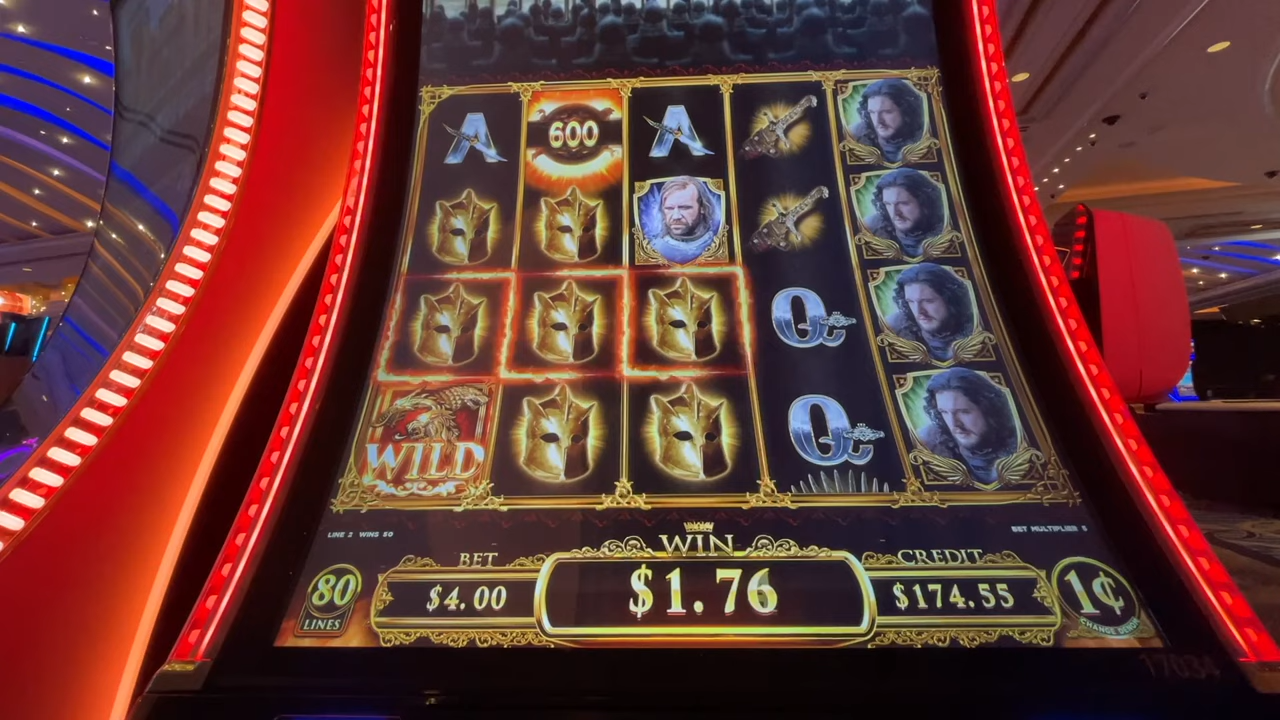 A
600
A
Q
WILD
Q
LINE 2 WINS 50
BET MULTIPLIER 5
80
LINES
BET
$4.00
WIN
$1.76
CREDIT
$174.55
1¢
CHANGE DENOM
17034